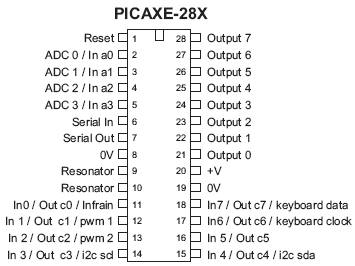 PICAXE-28X
Reset 1 28 Output 7
ADC 0 / In a0 2 27 Output 6
ADC 1 / In a1 3 26 Output 5
ADC 2 / In a2 4 25 Output 4
ADC 3 / In a3 5 24 Output 3
Serial In 6 23 Output 2
Serial Out 7 22 Output 1
0V 8 21 Output 0
Resonator 9 20 +V
Resonator 10 19 0V
In0 / Out c0 / Infrain 11 18 In7 / Out c7 / keyboard data
In 1 / Out c1 / pwm 1 12 17 In6 / Out c6 / keyboard clock
In 2 / Out c2 / pwm 2 13 16 In 5 / Out c5
In 3 / Out c3 / i2c scl 14 15 In 4 / Out c4 / i2c sda